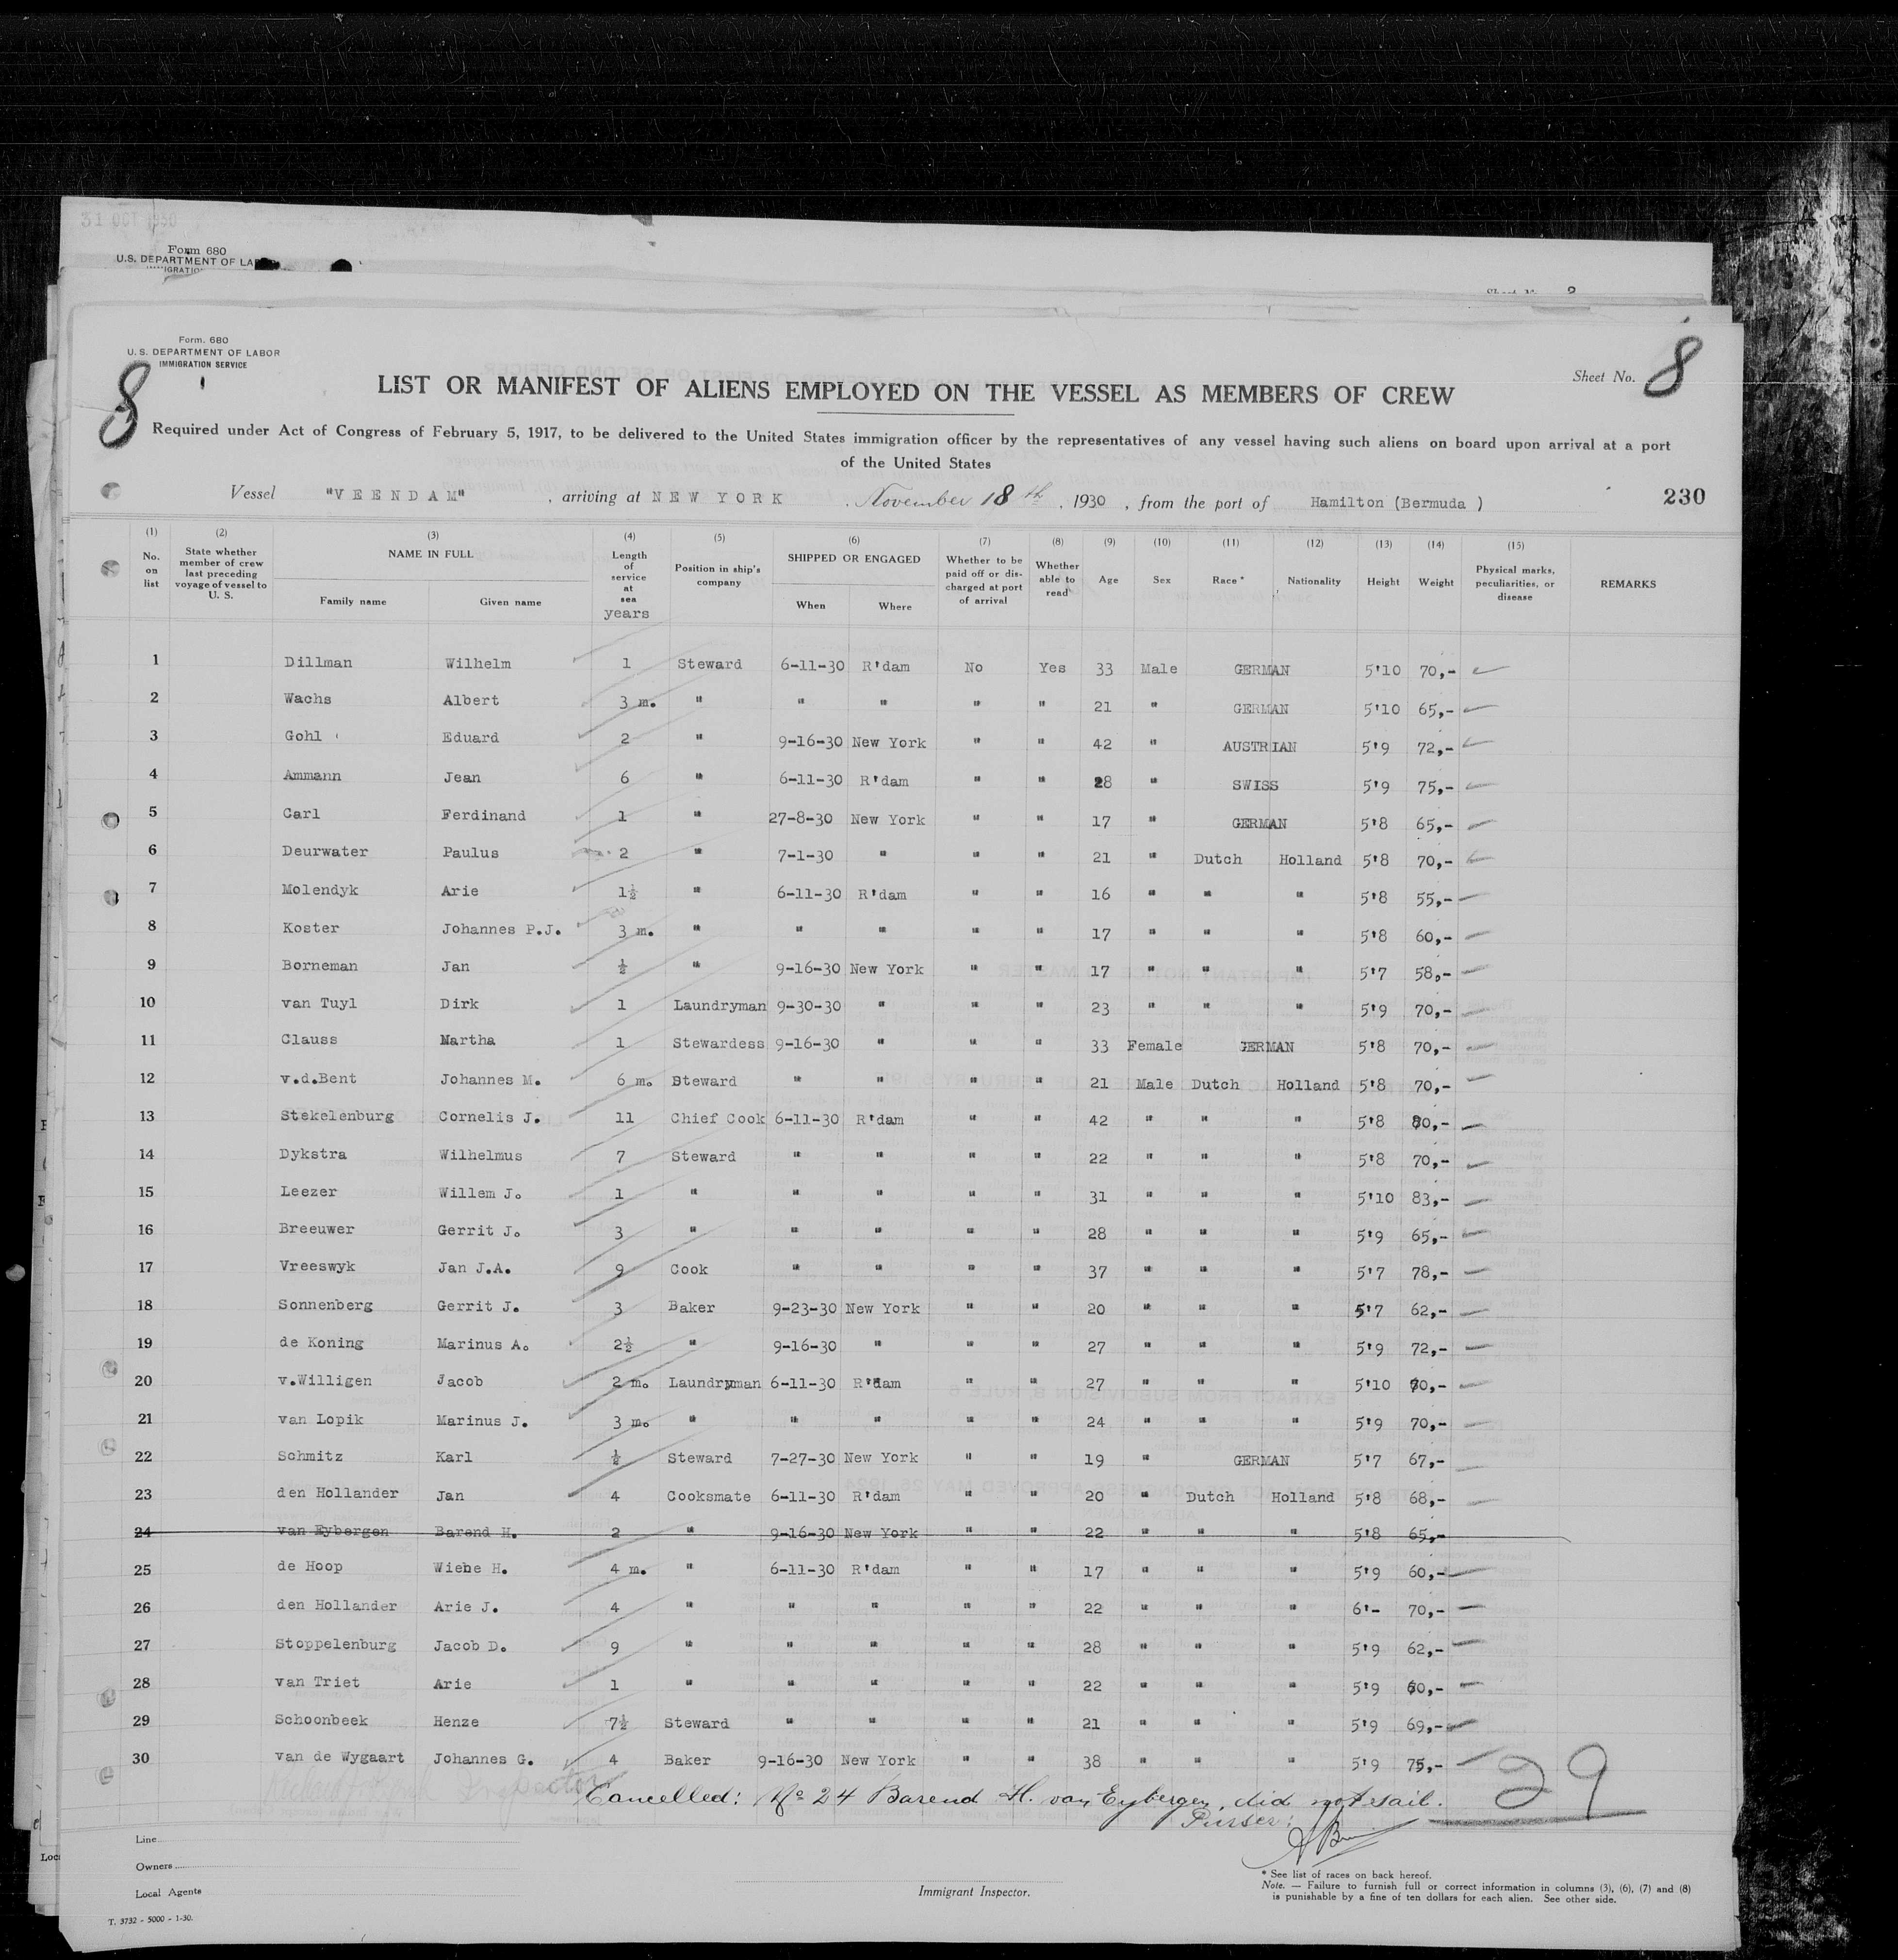 31 OCT 1930
Form 680
U.S. DEPARTMENT OF LA
IGRATIO
Form. 680
U. S. DEPARTMENT OF LABOR
IMMIGRATION SERVICE
8
Sheet No. 8
LIST OR MANIFEST OF ALIENS EMPLOYED ON THE VESSEL AS MEMBERS OF CREW
Required under Act of Congress of February 5, 1917, to be delivered to the United States immigration officer by the representatives of any vessel having such aliens on board upon arrival at a port
of the United States
Vessel "VEENDAM" , arriving at NEW YORK , November 18th , 1930 , from the port of Hamilton (Bermuda ) 230
(1) No. on list (2) State whether member of crew last preceding voyage of vessel to U. S. (3) NAME IN FULL Family name Given name (4) Length of service at sea years (5) Position in ship's company (6) SHIPPED OR ENGAGED When Where (7) Whether to be paid off or discharged at port of arrival (8) Whether able to read (9) Age (10) Sex (11) Race * (12) Nationality (13) Height (14) Weight (15) Physical marks, peculiarities, or disease REMARKS
1 Dillman Wilhelm 1 Steward 6-11-30 R'dam No Yes 33 Male GERMAN 5'10 70,-
2 Wachs Albert 3 m. " " " " " 21 " GERMAN 5'10 65,-
3 Gohl Eduard 2 " 9-16-30 New York " " 42 " AUSTRIAN 5'9 72,-
4 Ammann Jean 6 " 6-11-30 R'dam " " 28 " SWISS 5'9 75,-
5 Carl Ferdinand 1 " 27-8-30 New York " " 17 " GERMAN 5'8 65,-
6 Deurwater Paulus 2 " 7-1-30 " " " 21 " Dutch Holland 5'8 70,-
7 Molendyk Arie 1½ " 6-11-30 R'dam " " 16 " " " 5'8 55,-
8 Koster Johannes P.J. 3 m. " " " " " 17 " " " 5'8 60,-
9 Borneman Jan ½ " 9-16-30 New York " " 17 " " " 5'7 58,-
10 van Tuyl Dirk 1 Laundryman 9-30-30 " " " 23 " " " 5'9 70,-
11 Clauss Martha 1 Stewardess 9-16-30 " " " 33 Female GERMAN 5'8 70,-
12 v.d.Bent Johannes M. 6 m. Steward " " " " 21 Male Dutch Holland 5'8 70,-
13 Stekelenburg Cornelis J. 11 Chief Cook 6-11-30 R'dam " " 42 " " " 5'8 80,-
14 Dykstra Wilhelmus 7 Steward " " " " 22 " " " 5'8 70,-
15 Leezer Willem J. 1 " " " " " 31 " " " 5'10 83,-
16 Breeuwer Gerrit J. 3 " " " " " 28 " " " 5'9 65,-
17 Vreeswyk Jan J.A. 9 Cook " " " " 37 " " " 5'7 78,-
18 Sonnenberg Gerrit J. 3 Baker 9-23-30 New York " " 20 " " " 5'7 62,-
19 de Koning Marinus A. 2½ " 9-16-30 " " " 27 " " " 5'9 72,-
20 v.Willigen Jacob 2 m. Laundryman 6-11-30 R'dam " " 27 " " " 5'10 70,-
21 van Lopik Marinus J. 3 m. " " " " " 24 " " " 5'9 70,-
22 Schmitz Karl ½ Steward 7-27-30 New York " " 19 " GERMAN 5'7 67,-
23 den Hollander Jan 4 Cooksmate 6-11-30 R'dam " " 20 " Dutch Holland 5'8 68,-
24 van Eybergen Barend H. 2 " 9-16-30 New York " " 22 " " " 5'8 65,-
25 de Hoop Wiebe H. 4 m. " 6-11-30 R'dam " " 17 " " " 5'9 60,-
26 den Hollander Arie J. 4 " " " " " 22 " " " 6'- 70,-
27 Stoppelenburg Jacob D. 9 " " " " " 28 " " " 5'9 62,-
28 van Triet Arie 1 " " " " " 22 " " " 5'9 60,-
29 Schoonbeek Henze 7½ Steward " " " " 21 " " " 5'9 69,-
30 van de Wygaart Johannes G. 4 Baker 9-16-30 New York " " 38 " " " 5'9 75,-
Inspector
Cancelled: No 24 Barend H. van Eybergen, did not sail. 29
Purser:
Line
Owners
Local Agents
Immigrant Inspector.
* See list of races on back hereof.
Note. — Failure to furnish full or correct information in columns (3), (6), (7) and (8)
is punishable by a fine of ten dollars for each alien. See other side.
T. 3732 - 5000 - 1-30.